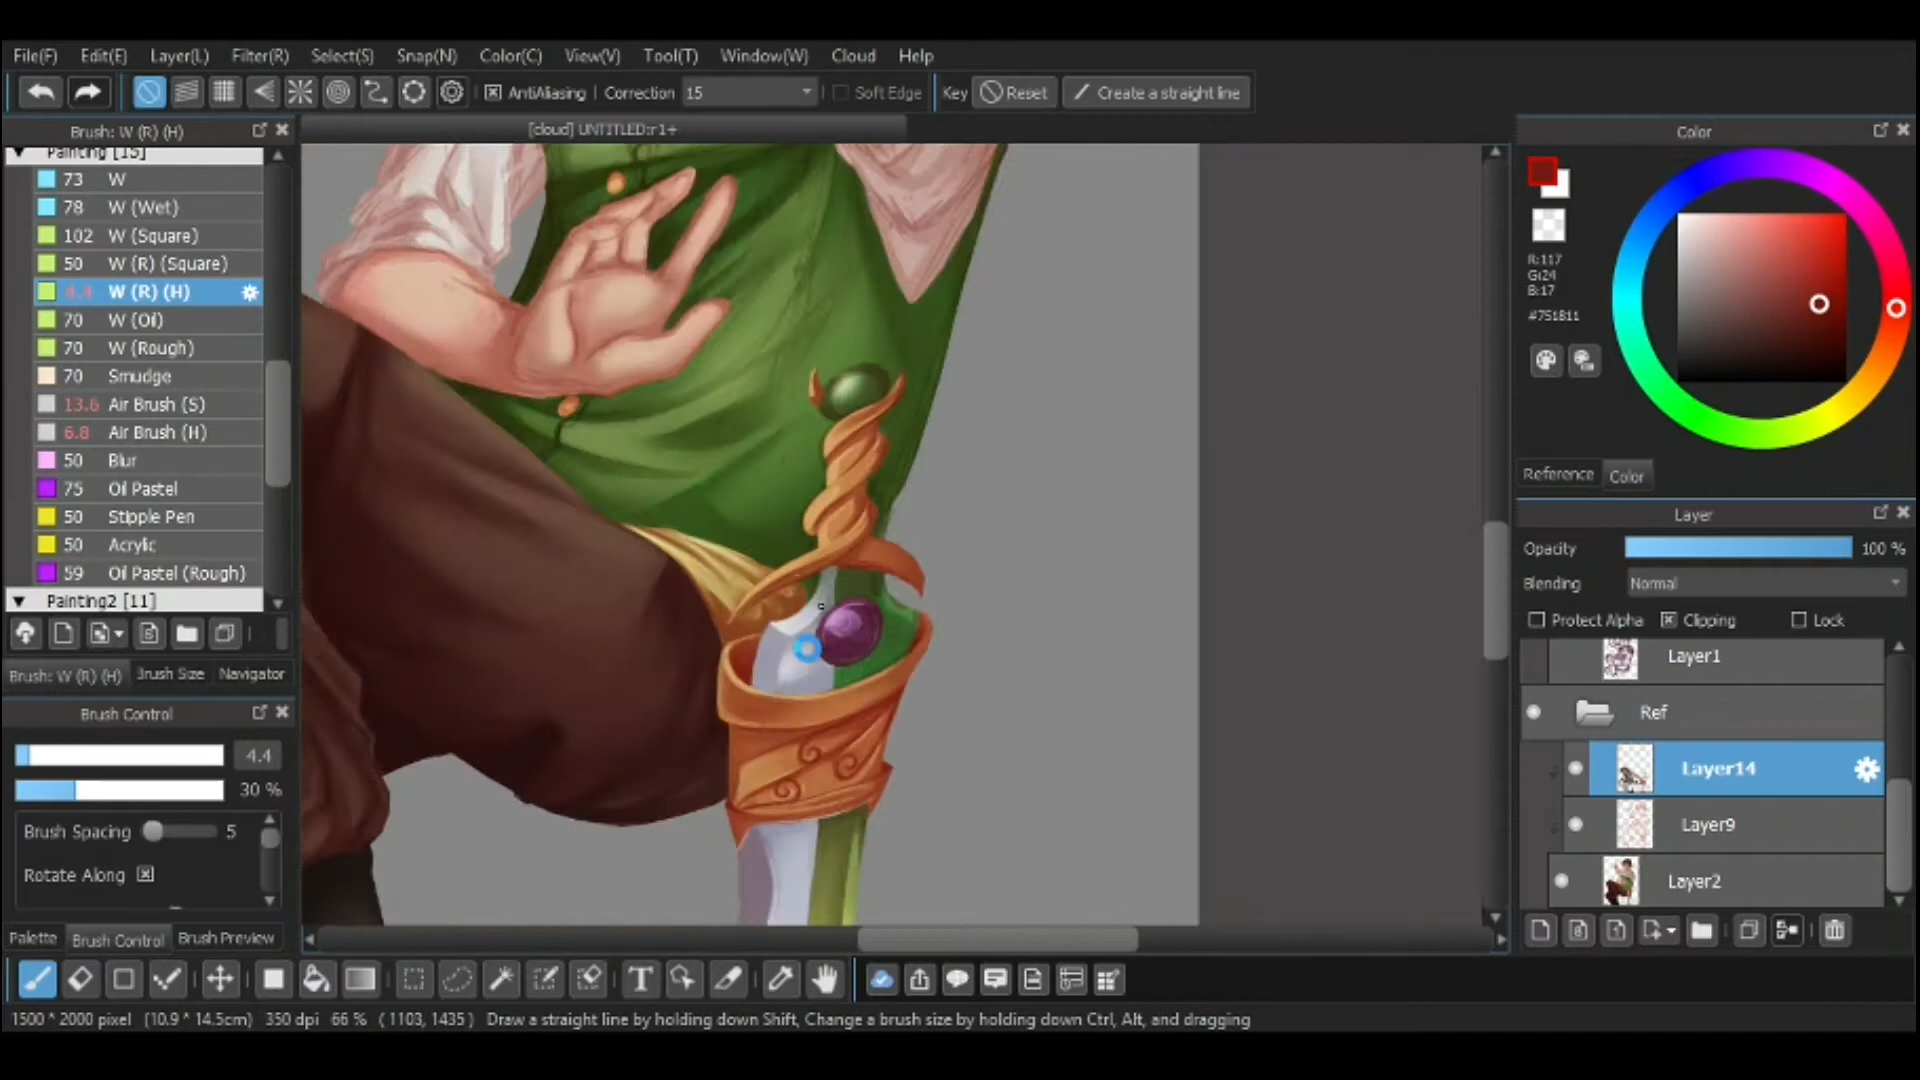 File(F) Edit(E) Layer(L) Filter(R) Select(S) Snap(N) Color(C) View(V) Tool(T) Window(W) Cloud Help
AntiAliasing Correction 15 Soft Edge Key Reset Create a straight line
Brush: W (R) (H)
[cloud] UNTITLED:r1+
Color
Painting [15]
73 W
78 W (Wet)
102 W (Square)
50 W (R) (Square)
4.4 W (R) (H)
70 W (Oil)
70 W (Rough)
70 Smudge
13.6 Air Brush (S)
6.8 Air Brush (H)
50 Blur
75 Oil Pastel
50 Stipple Pen
50 Acrylic
59 Oil Pastel (Rough)
Painting2 [11]
Brush: W (R) (H) Brush Size Navigator
Brush Control
4.4
30 %
Brush Spacing 5
Rotate Along
Palette Brush Control Brush Preview
R:117
G:24
B:17
#751811
Reference Color
Layer
Opacity 100 %
Blending Normal
Protect Alpha Clipping Lock
Layer1
Ref
Layer14
Layer9
Layer2
T
1500 * 2000 pixel (10.9 * 14.5cm) 350 dpi 66 % ( 1103, 1435 ) Draw a straight line by holding down Shift, Change a brush size by holding down Ctrl, Alt, and dragging